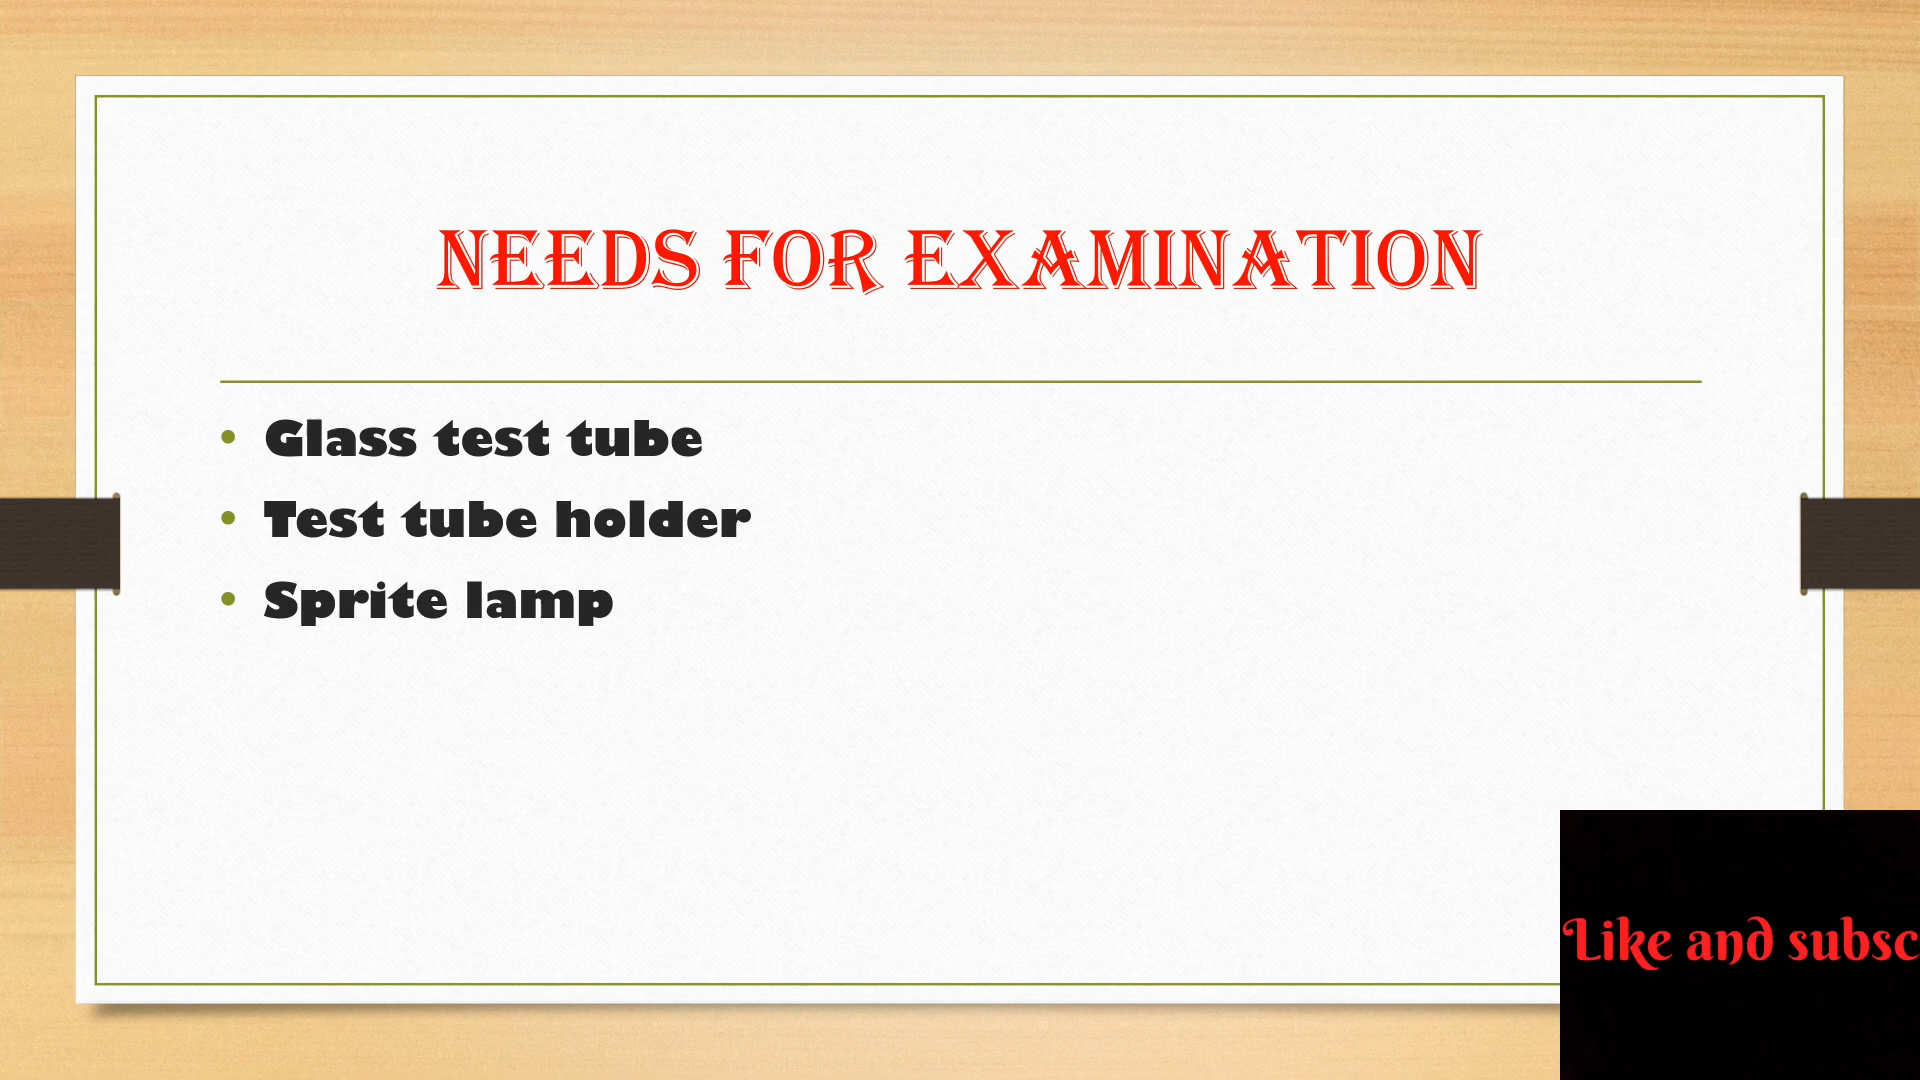 NEEDS FOR EXAMINATION
• Glass test tube
• Test tube holder
• Sprite lamp
Like and subsc